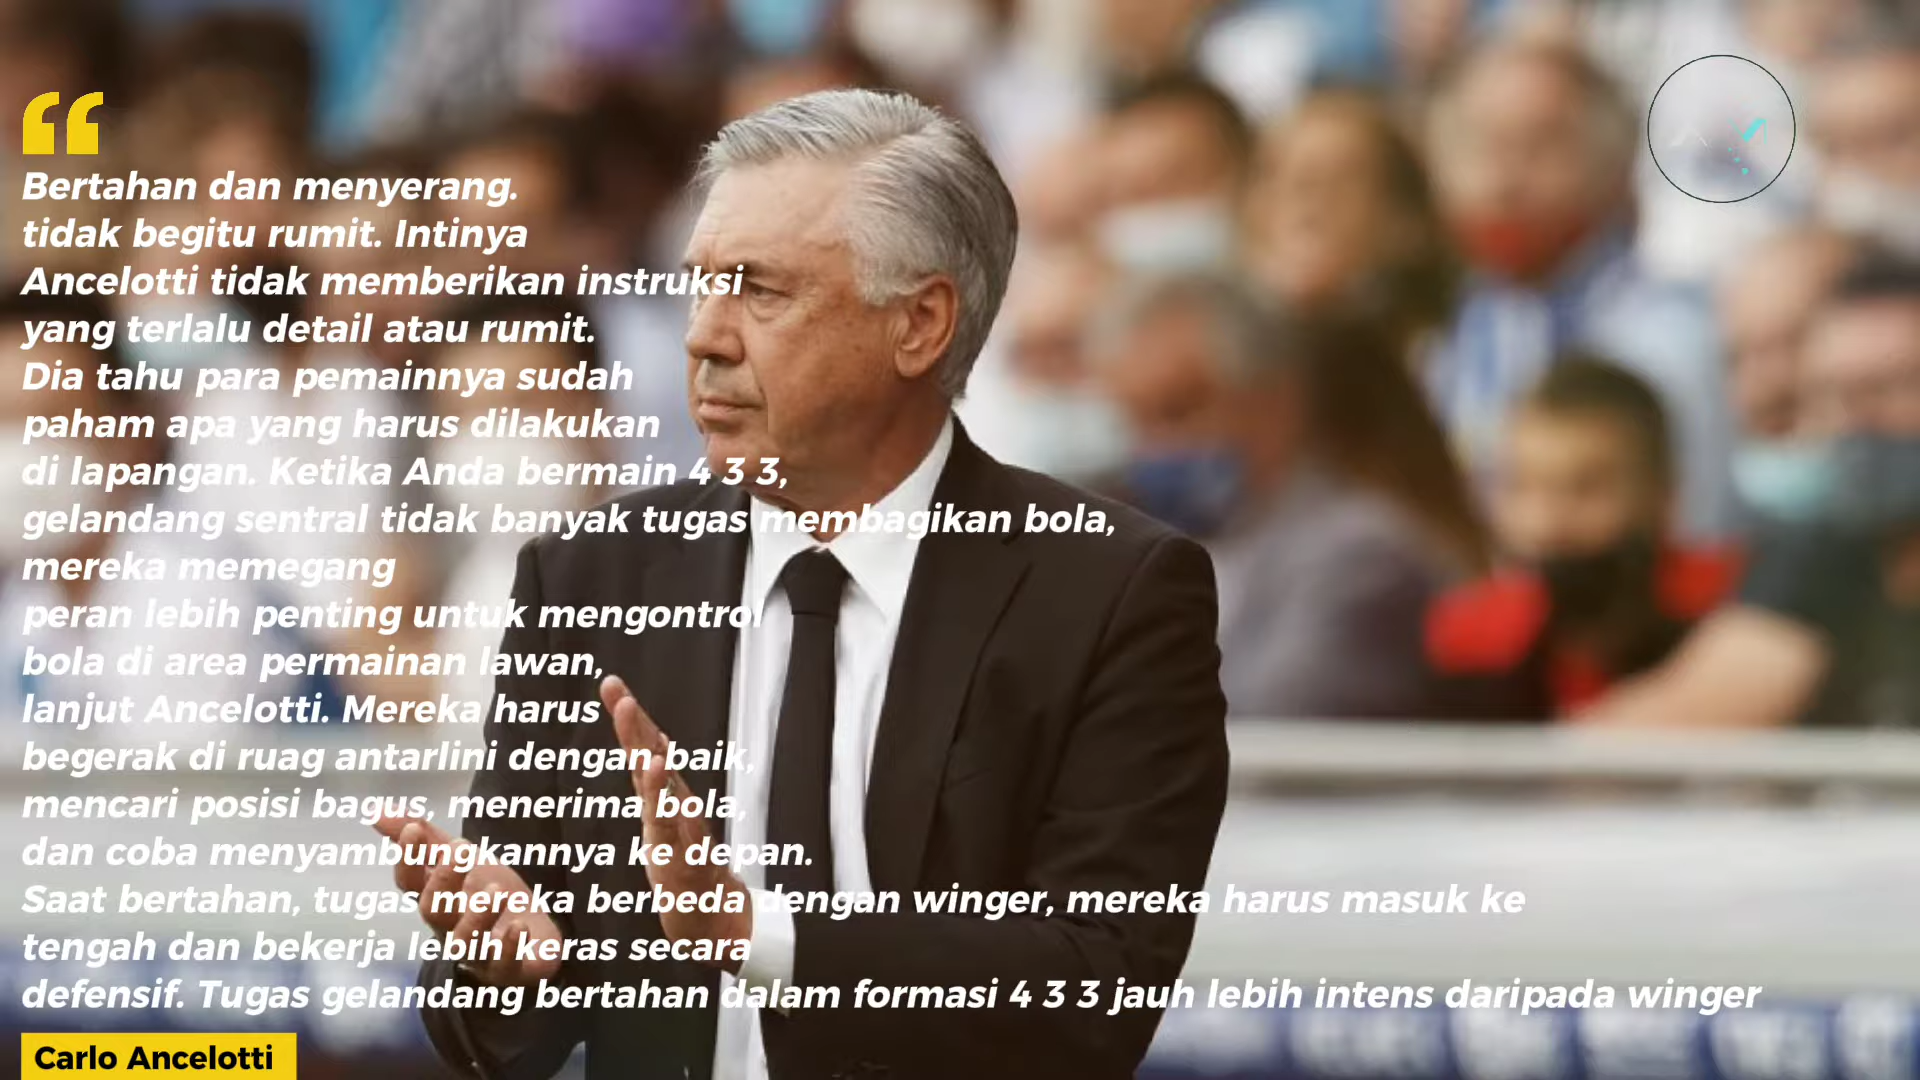 Bertahan dan menyerang.
tidak begitu rumit. Intinya
Ancelotti tidak memberikan instruksi
yang terlalu detail atau rumit.
Dia tahu para pemainnya sudah
paham apa yang harus dilakukan
di lapangan. Ketika Anda bermain 4 3 3,
gelandang sentral tidak banyak tugas membagikan bola,
mereka memegang
peran lebih penting untuk mengontrol
bola di area permainan lawan,
lanjut Ancelotti. Mereka harus
begerak di ruag antarlini dengan baik,
mencari posisi bagus, menerima bola,
dan coba menyambungkannya ke depan.
Saat bertahan, tugas mereka berbeda dengan winger, mereka harus masuk ke
tengah dan bekerja lebih keras secara
defensif. Tugas gelandang bertahan dalam formasi 4 3 3 jauh lebih intens daripada winger
Carlo Ancelotti